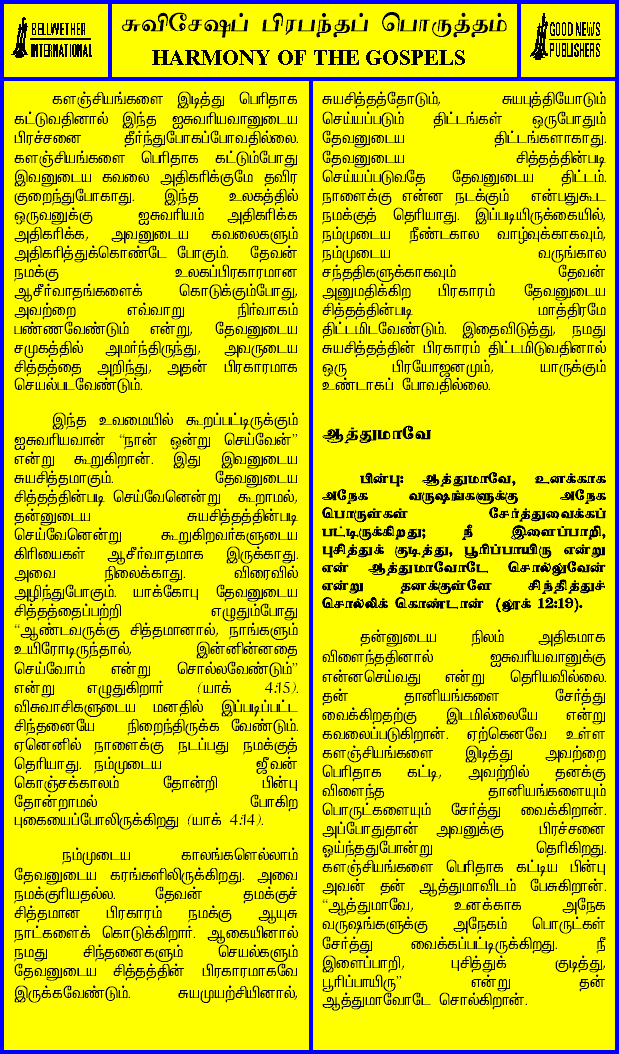 BELLWETHER
INTERNATIONAL
சுவிசேஷப் பிரபந்தப் பொருத்தம்
HARMONY OF THE GOSPELS
GOOD NEWS
PUBLISHERS
களஞ்சியங்களை இடித்து பெரிதாக
கட்டுவதினால் இந்த ஐசுவரியவானுடைய
பிரச்சனை தீர்ந்துபோகப்போவதில்லை.
களஞ்சியங்களை பெரிதாக கட்டும்போது
இவனுடைய கவலை அதிகரிக்குமே தவிர
குறைந்துபோகாது. இந்த உலகத்தில்
ஒருவனுக்கு ஐசுவரியம் அதிகரிக்க
அதிகரிக்க, அவனுடைய கவலைகளும்
அதிகரித்துக்கொண்டே போகும். தேவன்
நமக்கு உலகப்பிரகாரமான
ஆசீர்வாதங்களைக் கொடுக்கும்போது,
அவற்றை எவ்வாறு நிர்வாகம்
பண்ணவேண்டும் என்று, தேவனுடைய
சமுகத்தில் அமர்ந்திருந்து, அவருடைய
சித்தத்தை அறிந்து, அதன் பிரகாரமாக
செயல்படவேண்டும்.
இந்த உவமையில் கூறப்பட்டிருக்கும்
ஐசுவரியவான் “நான் ஒன்று செய்வேன்”
என்று கூறுகிறான். இது இவனுடைய
சுயசித்தமாகும். தேவனுடைய
சித்தத்தின்படி செய்வேனென்று கூறாமல்,
தன்னுடைய சுயசித்தத்தின்படி
செய்வேனென்று கூறுகிறவர்களுடைய
கிரியைகள் ஆசீர்வாதமாக இருக்காது.
அவை நிலைக்காது. விரைவில்
அழிந்துபோகும். யாக்கோபு தேவனுடைய
சித்தத்தைப்பற்றி எழுதும்போது
“ஆண்டவருக்கு சித்தமானால், நாங்களும்
உயிரோடிருந்தால், இன்னின்னதை
செய்வோம் என்று சொல்லவேண்டும்”
என்று எழுதுகிறார் (யாக் 4:15).
விசுவாசிகளுடைய மனதில் இப்படிப்பட்ட
சிந்தனையே நிறைந்திருக்க வேண்டும்.
ஏனெனில் நாளைக்கு நடப்பது நமக்குத்
தெரியாது. நம்முடைய ஜீவன்
கொஞ்சக்காலம் தோன்றி பின்பு
தோன்றாமல் போகிற
புகையைப்போலிருக்கிறது (யாக் 4:14).
நம்முடைய காலங்களெல்லாம்
தேவனுடைய கரங்களிலிருக்கிறது. அவை
நமக்குரியதல்ல. தேவன் தமக்குச்
சித்தமான பிரகாரம் நமக்கு ஆயுசு
நாட்களைக் கொடுக்கிறார். ஆகையினால்
நமது சிந்தனைகளும் செயல்களும்
தேவனுடைய சித்தத்தின் பிரகாரமாகவே
இருக்கவேண்டும். சுயமுயற்சியினால்,
சுயசித்தத்தோடும், சுயபுத்தியோடும்
செய்யப்படும் திட்டங்கள் ஒருபோதும்
தேவனுடைய திட்டங்களாகாது.
தேவனுடைய சித்தத்தின்படி
செய்யப்படுவதே தேவனுடைய திட்டம்.
நாளைக்கு என்ன நடக்கும் என்பதுகூட
நமக்குத் தெரியாது. இப்படியிருக்கையில்,
நம்முடைய நீண்டகால வாழ்வுக்காகவும்,
நம்முடைய வருங்கால
சந்ததிகளுக்காகவும் தேவன்
அனுமதிக்கிற பிரகாரம் தேவனுடைய
சித்தத்தின்படி மாத்திரமே
திட்டமிடவேண்டும். இதைவிடுத்து, நமது
சுயசித்தத்தின் பிரகாரம் திட்டமிடுவதினால்
ஒரு பிரயோஜனமும், யாருக்கும்
உண்டாகப் போவதில்லை.
ஆத்துமாவே
பின்பு: ஆத்துமாவே, உனக்காக
அநேக வருஷங்களுக்கு அநேக
பொருள்கள் சேர்த்துவைக்கப்
பட்டிருக்கிறது; நீ இளைப்பாறி,
புசித்துக் குடித்து, பூரிப்பாயிரு என்று
என் ஆத்துமாவோடே சொல்லுவேன்
என்று தனக்குள்ளே சிந்தித்துச்
சொல்லிக் கொண்டான் (லூக் 12:19).
தன்னுடைய நிலம் அதிகமாக
விளைந்ததினால் ஐசுவரியவானுக்கு
என்னசெய்வது என்று தெரியவில்லை.
தன் தானியங்களை சேர்த்து
வைக்கிறதற்கு இடமில்லையே என்று
கவலைப்படுகிறான். ஏற்கெனவே உள்ள
களஞ்சியங்களை இடித்து அவற்றை
பெரிதாக கட்டி, அவற்றில் தனக்கு
விளைந்த தானியங்களையும்
பொருட்களையும் சேர்த்து வைக்கிறான்.
அப்போதுதான் அவனுக்கு பிரச்சனை
ஓய்ந்ததுபோன்று தெரிகிறது.
களஞ்சியங்களை பெரிதாக கட்டிய பின்பு
அவன் தன் ஆத்துமாவிடம் பேசுகிறான்.
“ஆத்துமாவே, உனக்காக அநேக
வருஷங்களுக்கு அநேகம் பொருட்கள்
சேர்த்து வைக்கப்பட்டிருக்கிறது. நீ
இளைப்பாறி, புசித்துக் குடித்து,
பூரிப்பாயிரு” என்று தன்
ஆத்துமாவோடே சொல்கிறான்.